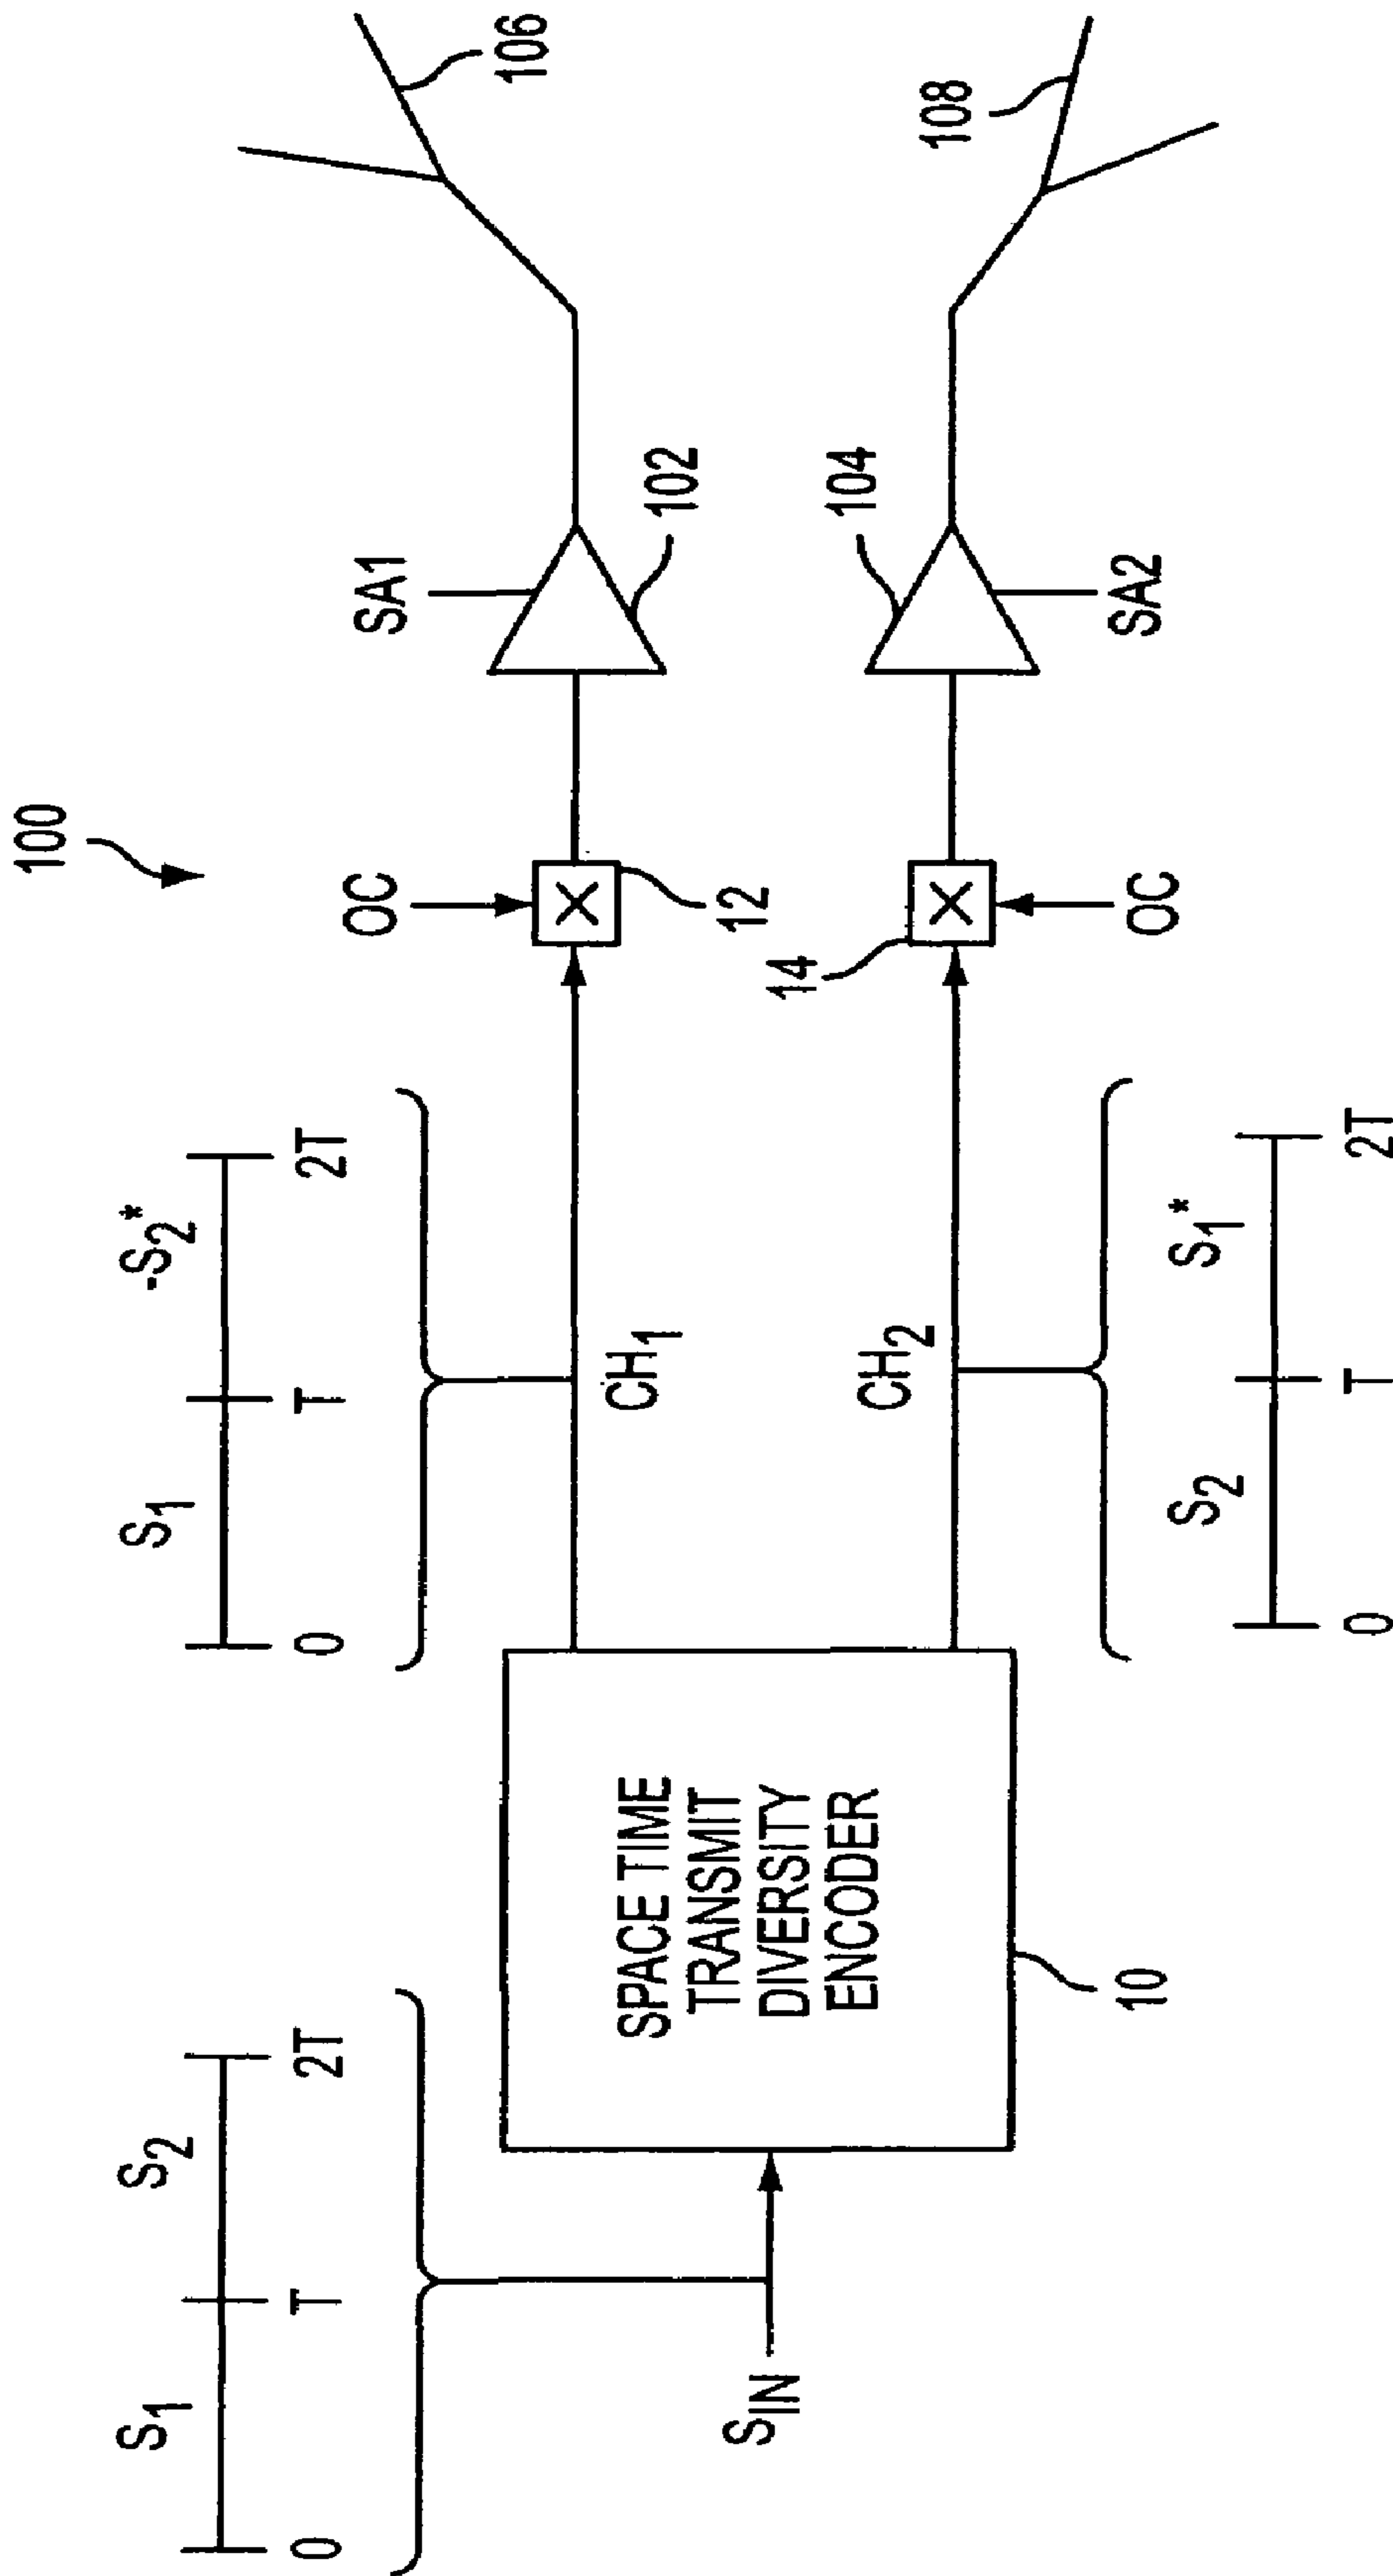 100
S₁ S₂
0 T 2T
S_IN
SPACE TIME
TRANSMIT
DIVERSITY
ENCODER
10
S₁ -S₂*
0 T 2T
CH₁
CH₂
S₂ S₁*
0 T 2T
OC
12
14
OC
SA1
102
104
SA2
106
108